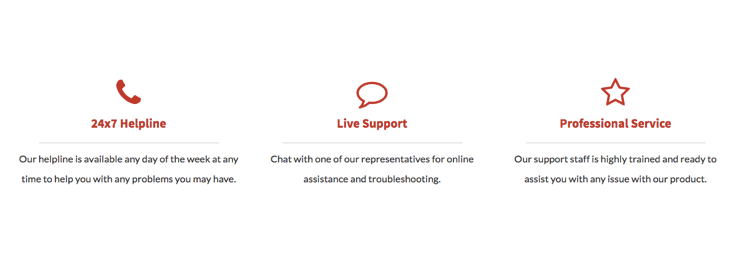 24x7 Helpline
Our helpline is available any day of the week at any
time to help you with any problems you may have.
Live Support
Chat with one of our representatives for online
assistance and troubleshooting.
Professional Service
Our support staff is highly trained and ready to
assist you with any issue with our product.